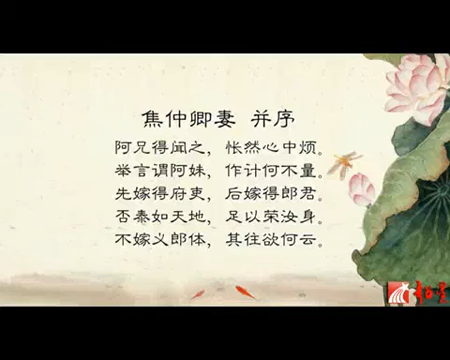 焦仲卿妻 并序
阿兄得闻之，怅然心中烦。
举言谓阿妹，作计何不量。
先嫁得府吏，后嫁得郎君。
否泰如天地，足以荣汝身。
不嫁义郎体，其往欲何云。